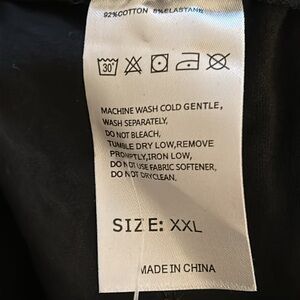 92%COTTON 8%ELASTANE
30°
MACHINE WASH COLD GENTLE,
WASH SEPARATELY,
DO NOT BLEACH,
TUMBLE DRY LOW,REMOVE
PROMPTLY,IRON LOW,
DO NOT USE FABRIC SOFTENER,
DO NOT DRYCLEAN,
SIZE: XXL
MADE IN CHINA